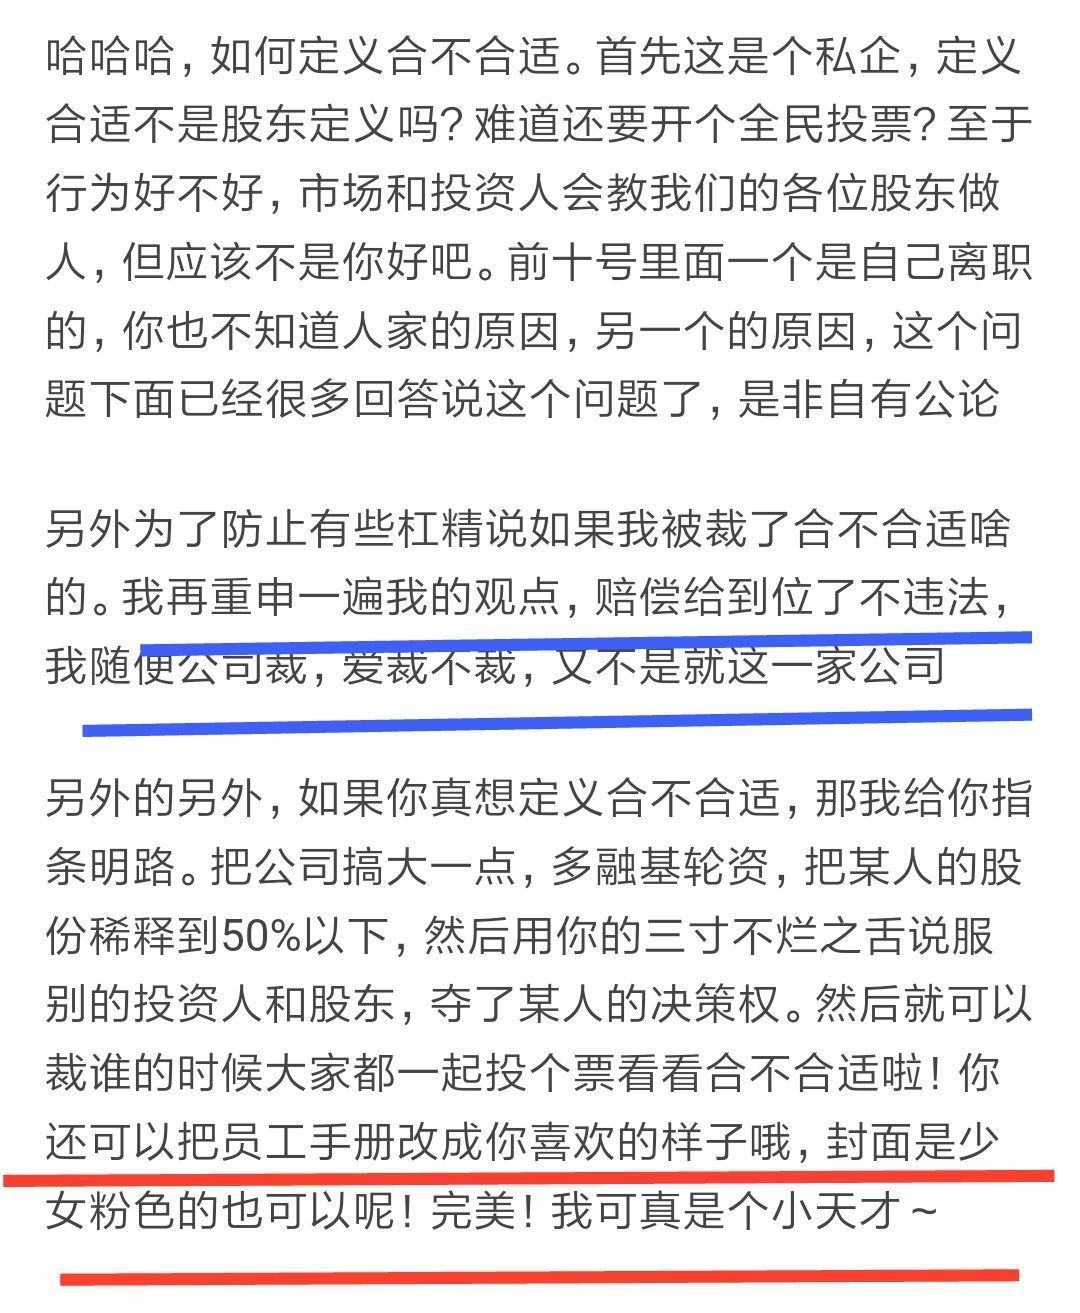 哈哈哈，如何定义合不合适。首先这是个私企，定义
合适不是股东定义吗？难道还要开个全民投票？至于
行为好不好，市场和投资人会教我们的各位股东做
人，但应该不是你好吧。前十号里面一个是自己离职
的，你也不知道人家的原因，另一个的原因，这个问
题下面已经很多回答说这个问题了，是非自有公论
另外为了防止有些杠精说如果我被裁了合不合适啥
的。我再重申一遍我的观点，赔偿给到位了不违法，
我随便公司裁，爱裁不裁，又不是就这一家公司
另外的另外，如果你真想定义合不合适，那我给你指
条明路。把公司搞大一点，多融基轮资，把某人的股
份稀释到50%以下，然后用你的三寸不烂之舌说服
别的投资人和股东，夺了某人的决策权。然后就可以
裁谁的时候大家都一起投个票看看合不合适啦！你
还可以把员工手册改成你喜欢的样子哦，封面是少
女粉色的也可以呢！完美！我可真是个小天才～